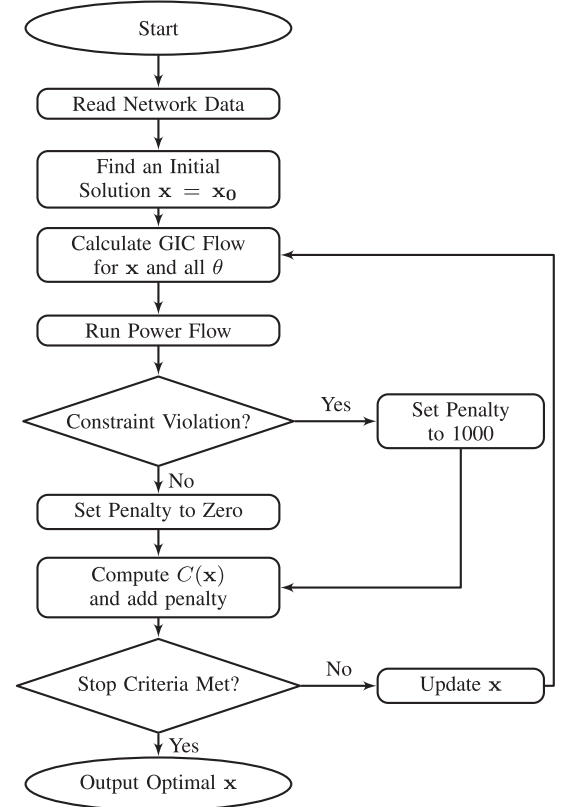 Start
Read Network Data
Find an Initial
Solution x = x₀
Calculate GIC Flow
for x and all θ
Run Power Flow
Constraint Violation?
Yes
Set Penalty
to 1000
No
Set Penalty to Zero
Compute C(x)
and add penalty
Stop Criteria Met?
No
Update x
Yes
Output Optimal x